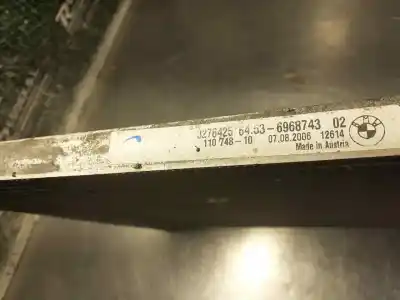 3276425 64.53-6968743 02
110 748-10 07.08.2006 12614
Made in Austria
BMW